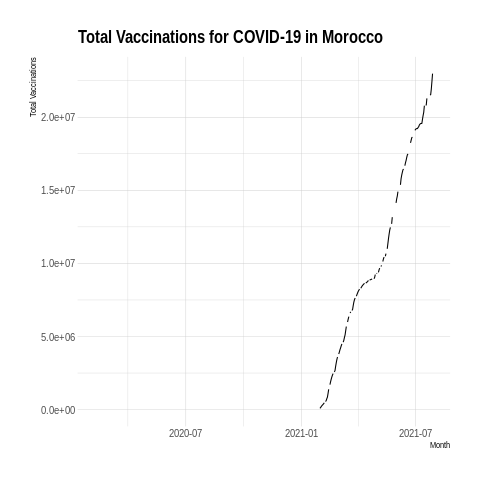 Total Vaccinations for COVID-19 in Morocco
Total Vaccinations
2.0e+07
1.5e+07
1.0e+07
5.0e+06
0.0e+00
2020-07
2021-01
2021-07
Month